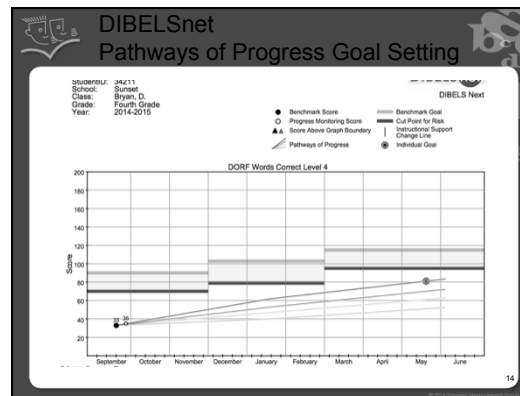 DIBELSnet
Pathways of Progress Goal Setting
StudentID: 34211
School: Sunset
Class: Bryan, D.
Grade: Fourth Grade
Year: 2014-2015
DIBELS Next
Benchmark Score
Progress Monitoring Score
Score Above Graph Boundary
Pathways of Progress
Benchmark Goal
Cut Point for Risk
Instructional Support
Change Line
Individual Goal
DORF Words Correct Level 4
Score
200
180
160
140
120
100
80
60
40
20
September October November December January February March April May June
14